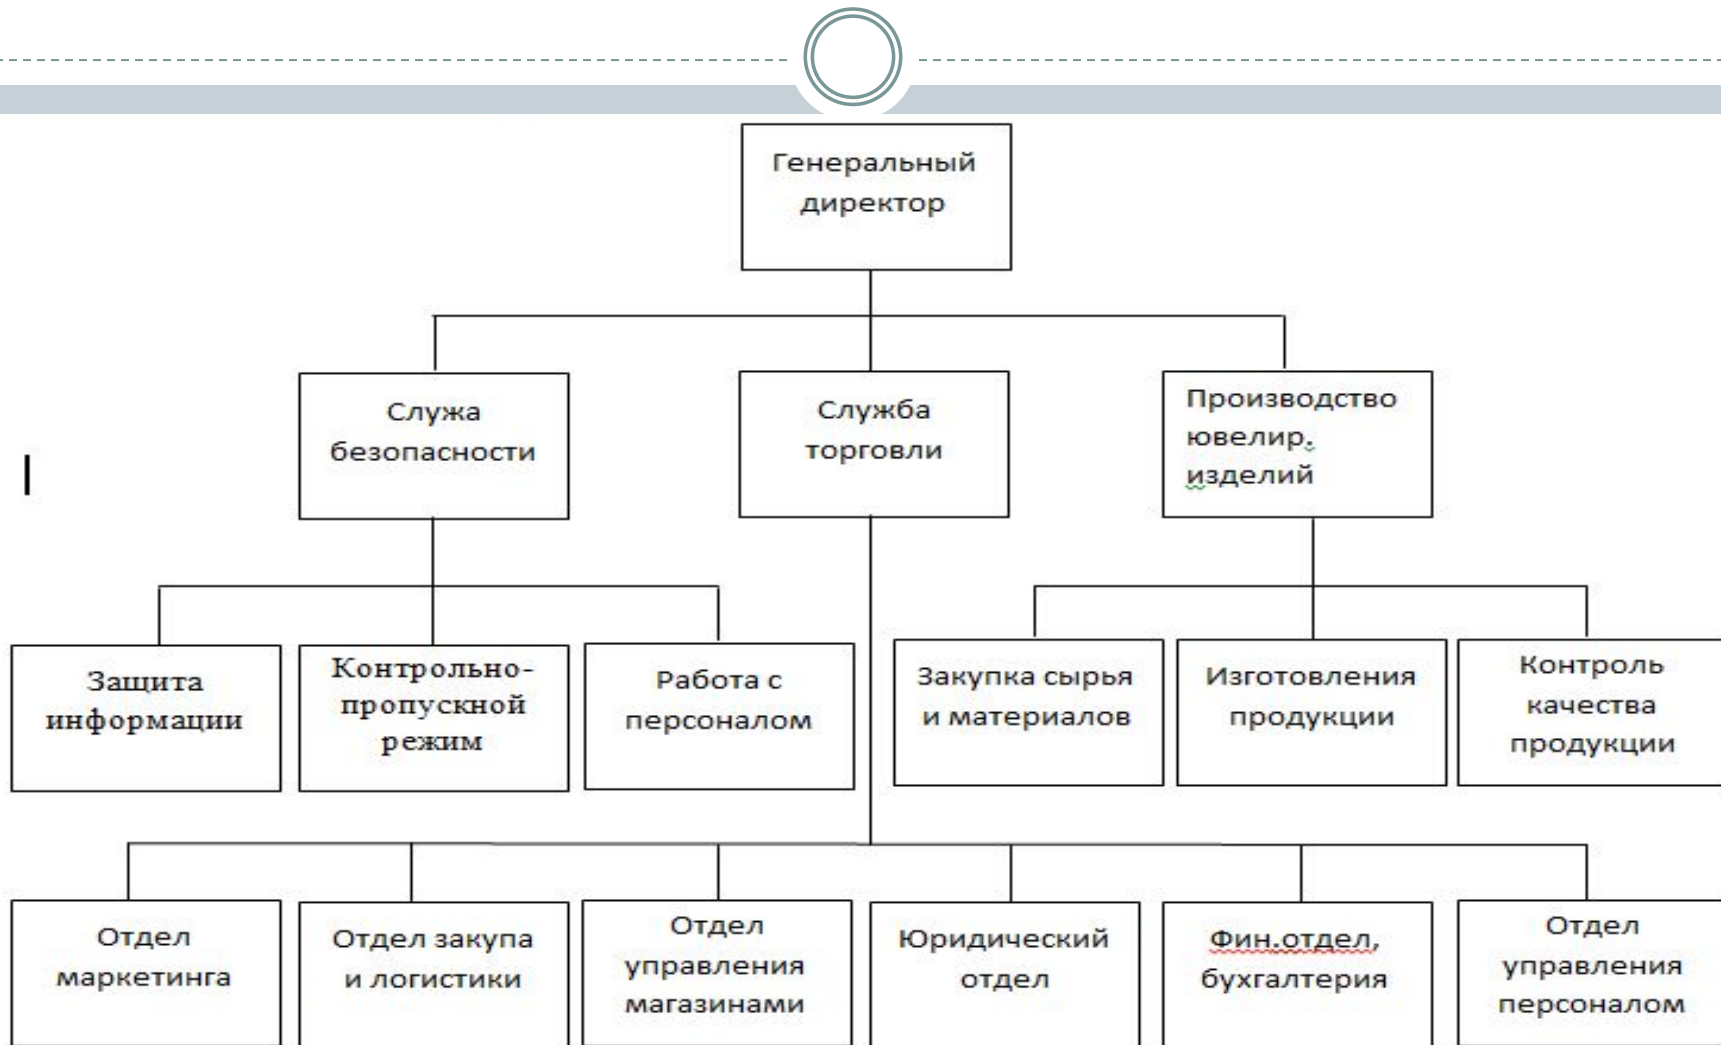 Генеральный
директор
Служа
безопасности
Служба
торговли
Производство
ювелир.
изделий
Защита
информации
Контрольно-
пропускной
режим
Работа с
персоналом
Закупка сырья
и материалов
Изготовления
продукции
Контроль
качества
продукции
Отдел
маркетинга
Отдел закупа
и логистики
Отдел
управления
магазинами
Юридический
отдел
Фин.отдел,
бухгалтерия
Отдел
управления
персоналом